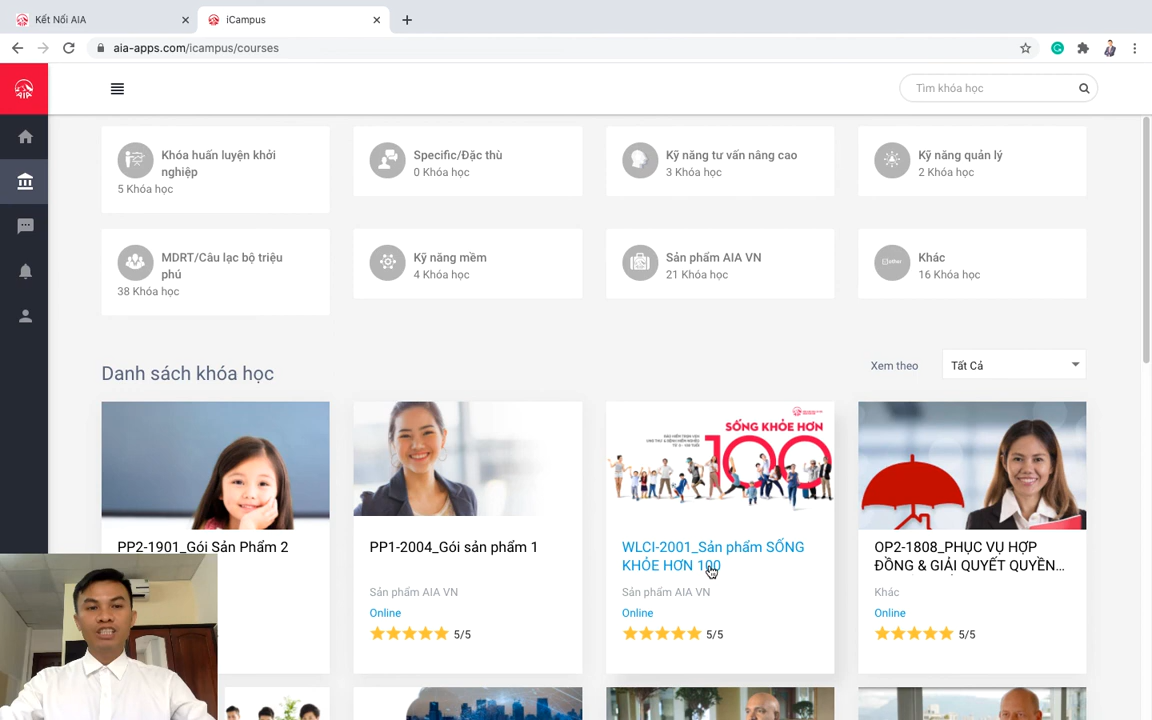 Kết Nối AIA
iCampus
aia-apps.com/icampus/courses
AIA
Tìm khóa học
Khóa huấn luyện khởi
nghiệp
5 Khóa học
Specific/Đặc thù
0 Khóa học
Kỹ năng tư vấn nâng cao
3 Khóa học
Kỹ năng quản lý
2 Khóa học
MDRT/Câu lạc bộ triệu
phú
38 Khóa học
Kỹ năng mềm
4 Khóa học
Sản phẩm AIA VN
21 Khóa học
Khác
16 Khóa học
Danh sách khóa học
Xem theo
Tất Cả
SỐNG KHỎE HƠN
100
PP2-1901_Gói Sản Phẩm 2
PP1-2004_Gói sản phẩm 1
Sản phẩm AIA VN
Online
5/5
WLCI-2001_Sản phẩm SỐNG
KHỎE HƠN 100
Sản phẩm AIA VN
Online
5/5
OP2-1808_PHỤC VỤ HỢP
ĐỒNG & GIẢI QUYẾT QUYỀN...
Khác
Online
5/5